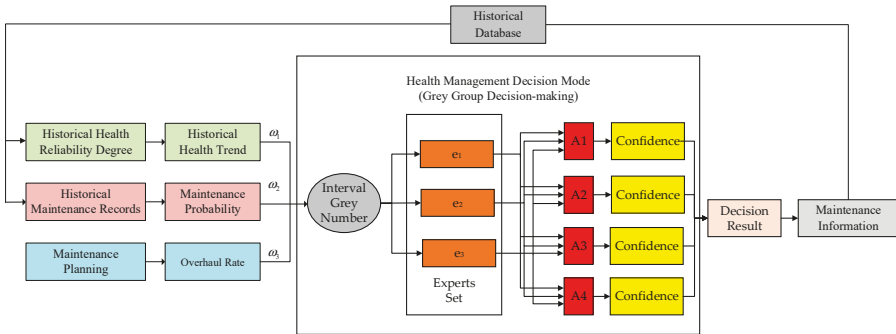 Historical
Database
Health Management Decision Mode
(Grey Group Decision-making)
Historical Health
Reliability Degree
Historical
Health Trend
ω₁
Historical
Maintenance Records
Maintenance
Probability
ω₂
Maintenance
Planning
Overhaul Rate
ω₃
Interval
Grey
Number
e₁
e₂
e₃
Experts
Set
A1
Confidence
A2
Confidence
A3
Confidence
A4
Confidence
Decision
Result
Maintenance
Information